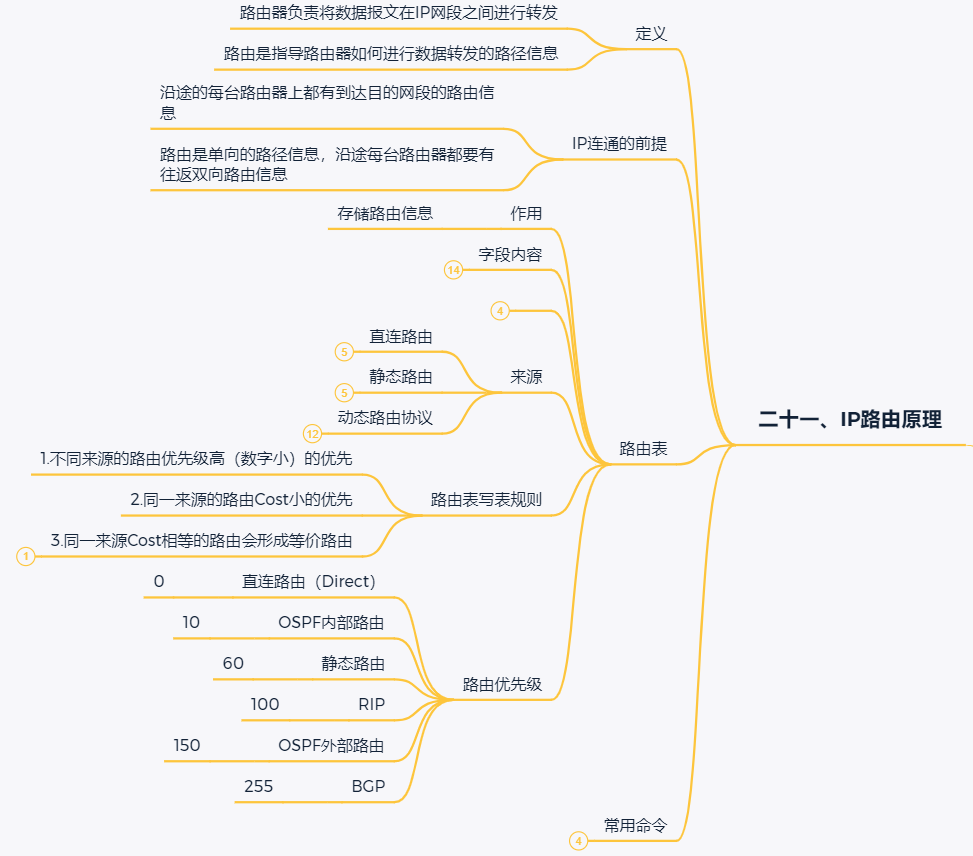 路由器负责将数据报文在IP网段之间进行转发
定义
路由是指导路由器如何进行数据转发的路径信息
沿途的每台路由器上都有到达目的网段的路由信
息
IP连通的前提
路由是单向的路径信息，沿途每台路由器都要有
往返双向路由信息
存储路由信息
作用
字段内容
14
4
直连路由
5
静态路由
5
来源
动态路由协议
12
二十一、IP路由原理
路由表
1.不同来源的路由优先级高（数字小）的优先
2.同一来源的路由Cost小的优先
路由表写表规则
3.同一来源Cost相等的路由会形成等价路由
1
0
直连路由（Direct）
10
OSPF内部路由
60
静态路由
路由优先级
100
RIP
150
OSPF外部路由
255
BGP
常用命令
4